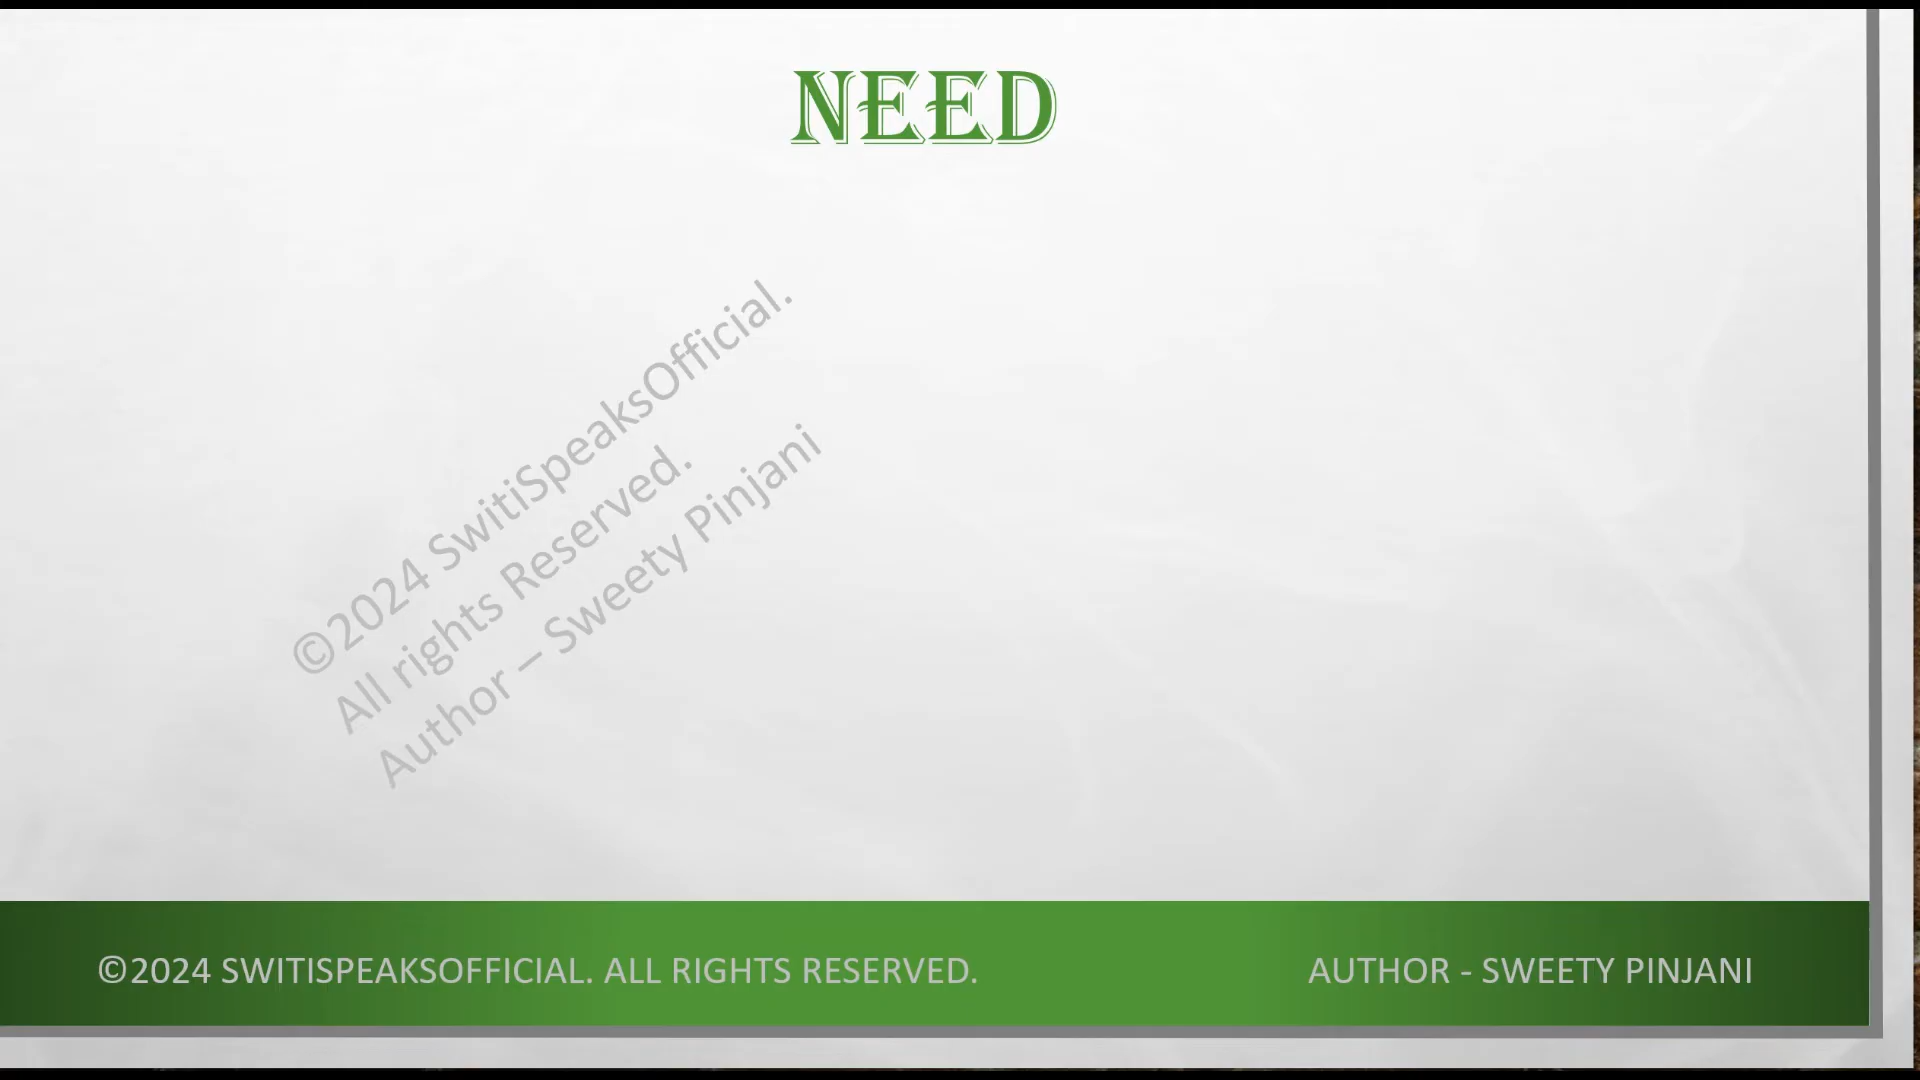 NEED
©2024 SwitiSpeaksOfficial.
All rights Reserved.
Author – Sweety Pinjani
©2024 SWITISPEAKSOFFICIAL. ALL RIGHTS RESERVED.
AUTHOR - SWEETY PINJANI